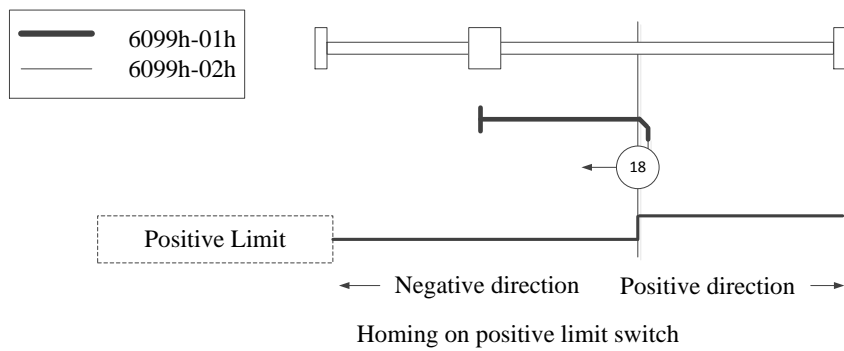 6099h-01h
6099h-02h
18
Positive Limit
Negative direction
Positive direction
Homing on positive limit switch